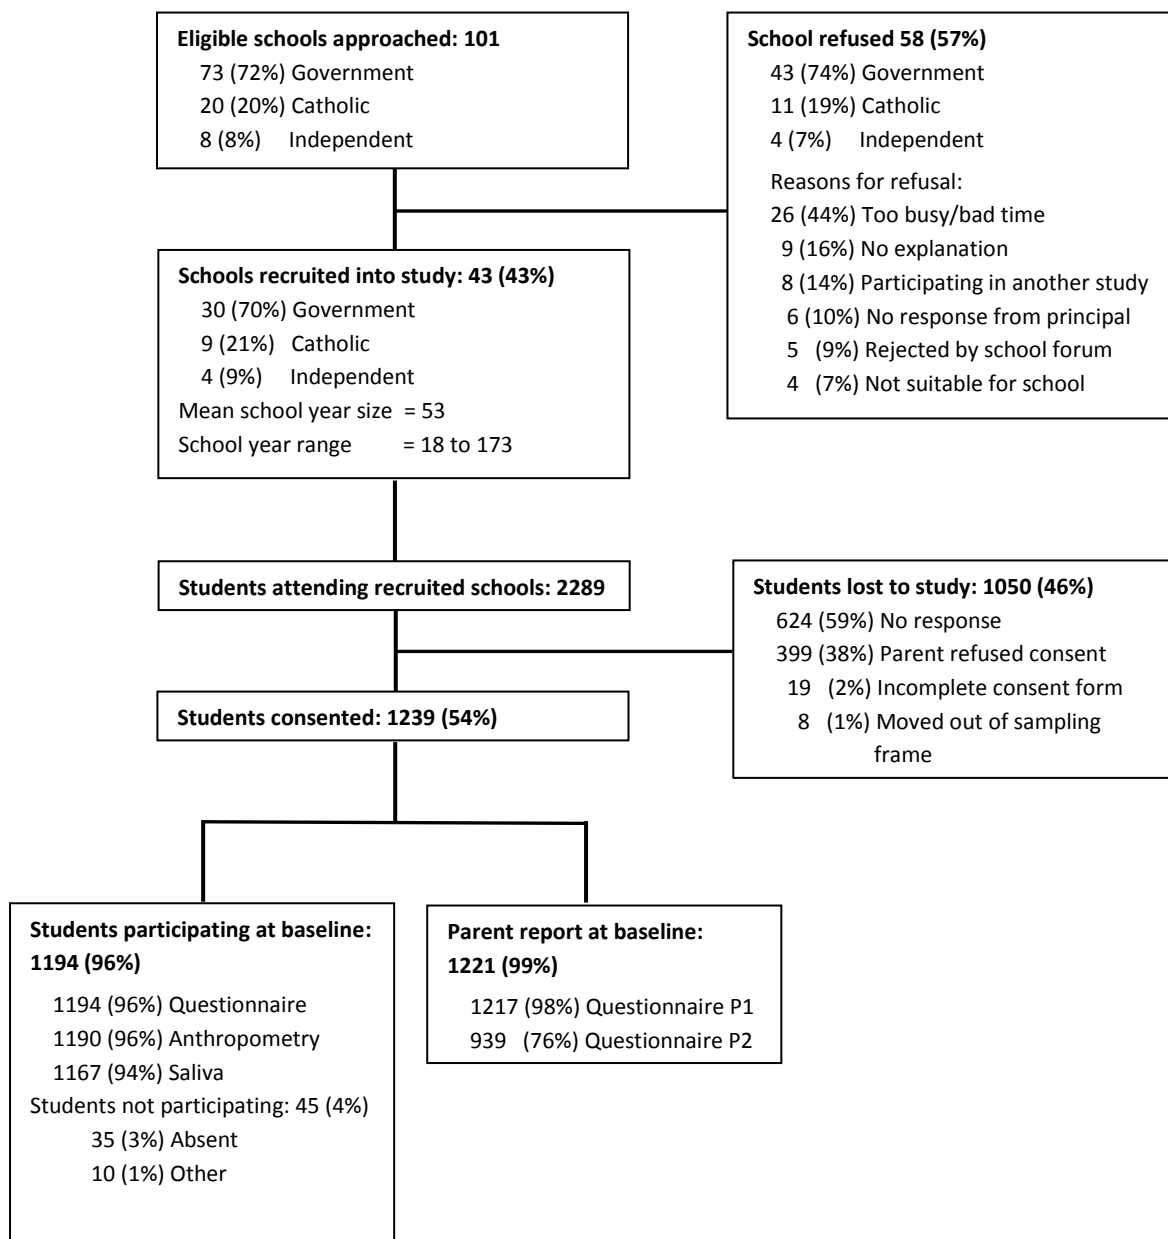 Eligible schools approached: 101
73 (72%) Government
20 (20%) Catholic
8 (8%) Independent
School refused 58 (57%)
43 (74%) Government
11 (19%) Catholic
4 (7%) Independent
Reasons for refusal:
26 (44%) Too busy/bad time
9 (16%) No explanation
8 (14%) Participating in another study
6 (10%) No response from principal
5 (9%) Rejected by school forum
4 (7%) Not suitable for school
Schools recruited into study: 43 (43%)
30 (70%) Government
9 (21%) Catholic
4 (9%) Independent
Mean school year size = 53
School year range = 18 to 173
Students attending recruited schools: 2289
Students lost to study: 1050 (46%)
624 (59%) No response
399 (38%) Parent refused consent
19 (2%) Incomplete consent form
8 (1%) Moved out of sampling
frame
Students consented: 1239 (54%)
Students participating at baseline:
1194 (96%)
1194 (96%) Questionnaire
1190 (96%) Anthropometry
1167 (94%) Saliva
Students not participating: 45 (4%)
35 (3%) Absent
10 (1%) Other
Parent report at baseline:
1221 (99%)
1217 (98%) Questionnaire P1
939 (76%) Questionnaire P2